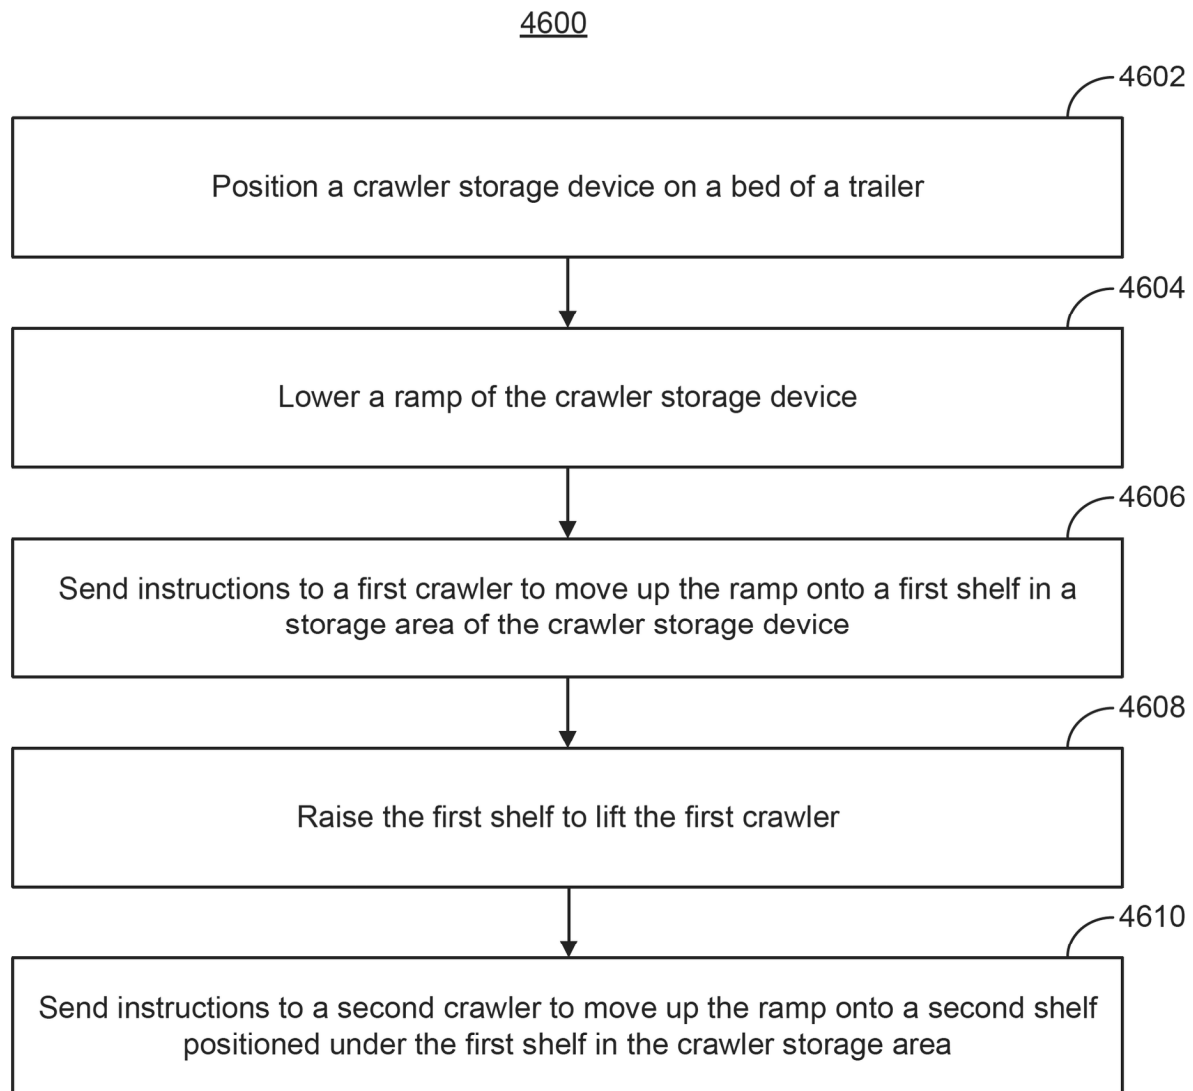 4600
4602
Position a crawler storage device on a bed of a trailer
4604
Lower a ramp of the crawler storage device
4606
Send instructions to a first crawler to move up the ramp onto a first shelf in a
storage area of the crawler storage device
4608
Raise the first shelf to lift the first crawler
4610
Send instructions to a second crawler to move up the ramp onto a second shelf
positioned under the first shelf in the crawler storage area